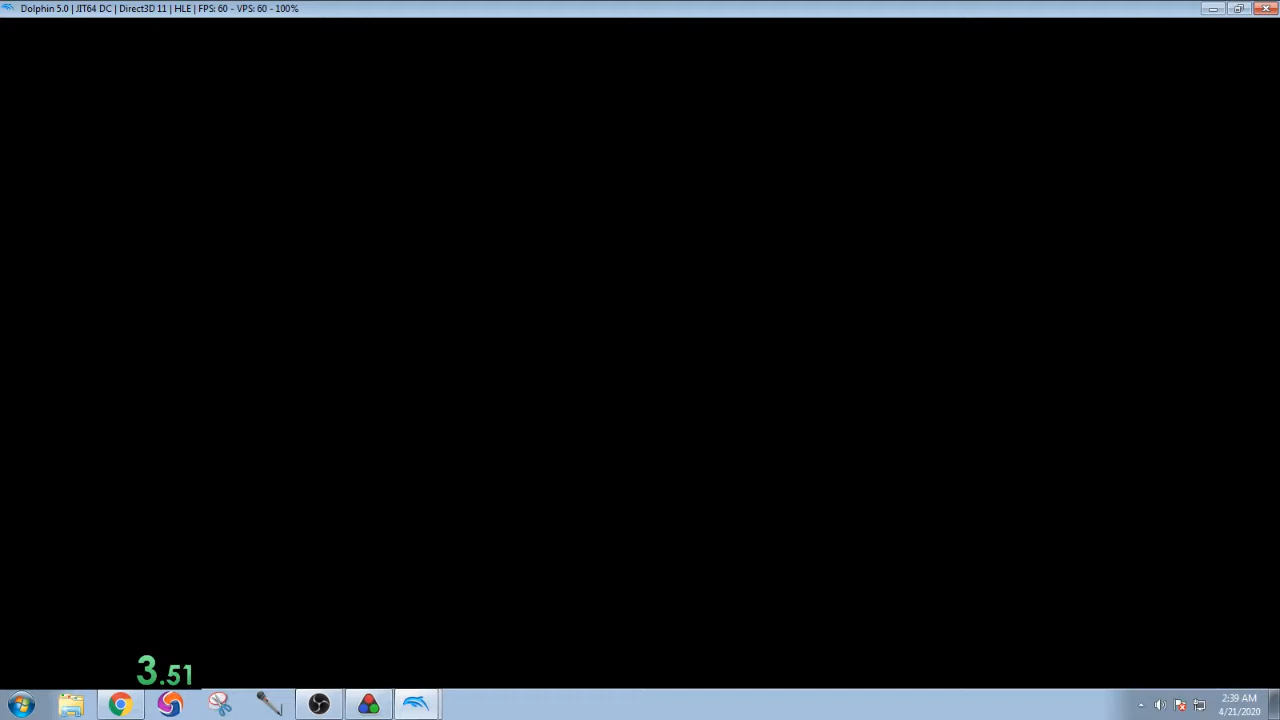 Dolphin 5.0 | JIT64 DC | Direct3D 11 | HLE | FPS: 60 - VPS: 60 - 100%
3.51
2:39 AM
4/21/2020